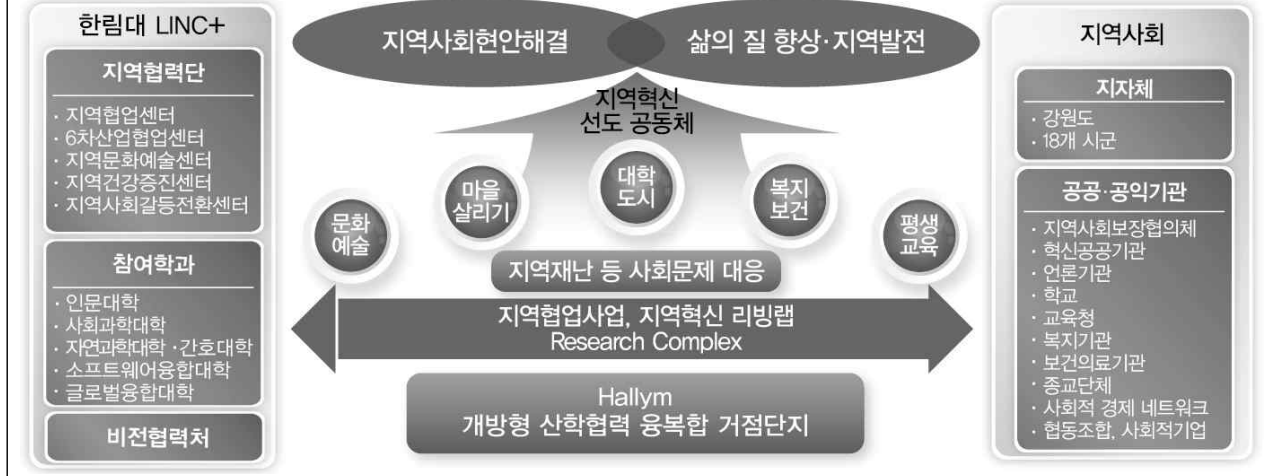 한림대 LINC+
지역협력단
· 지역협업센터
· 6차산업협업센터
· 지역문화예술센터
· 지역건강증진센터
· 지역사회갈등전환센터
참여학과
· 인문대학
· 사회과학대학
· 자연과학대학 ·간호대학
· 소프트웨어융합대학
· 글로벌융합대학
비전협력처
지역사회현안해결
삶의 질 향상·지역발전
지역혁신
선도 공동체
문화
예술
마을
살리기
대학
도시
복지
보건
평생
교육
지역재난 등 사회문제 대응
지역협업사업, 지역혁신 리빙랩
Research Complex
Hallym
개방형 산학협력 융복합 거점단지
지역사회
지자체
· 강원도
· 18개 시군
공공·공익기관
· 지역사회보장협의체
· 혁신공공기관
· 언론기관
· 학교
· 교육청
· 복지기관
· 보건의료기관
· 종교단체
· 사회적 경제 네트워크
· 협동조합, 사회적기업